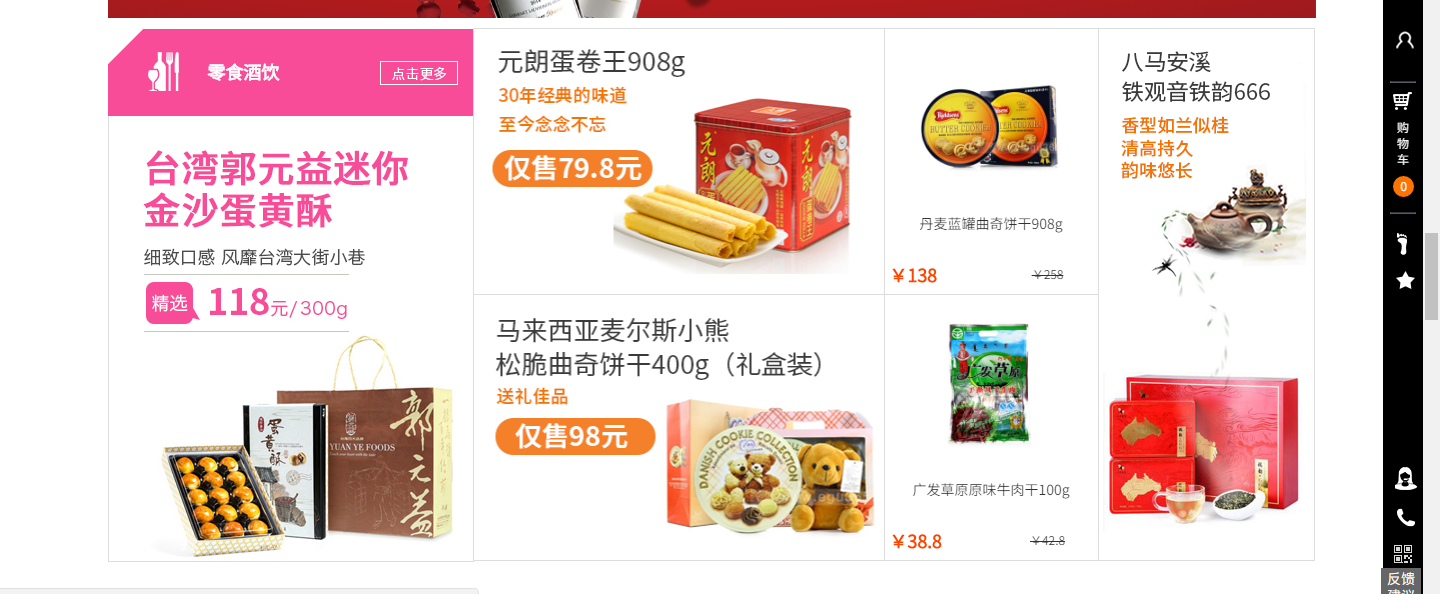 零食酒饮
点击更多
台湾郭元益迷你
金沙蛋黄酥
细致口感 风靡台湾大街小巷
精选 118元/300g
蛋黄酥
YUAN YE FOODS
郭元益
元朗蛋卷王908g
30年经典的味道
至今念念不忘
仅售79.8元
元朗
马来西亚麦尔斯小熊
松脆曲奇饼干400g（礼盒装）
送礼佳品
仅售98元
DANISH COOKIE COLLECTION
BUTTER COOKIES
丹麦蓝罐曲奇饼干908g
￥138
￥258
广发草原
广发草原原味牛肉干100g
￥38.8
￥42.8
八马安溪
铁观音铁韵666
香型如兰似桂
清高持久
韵味悠长
购物车
0
反馈
建议